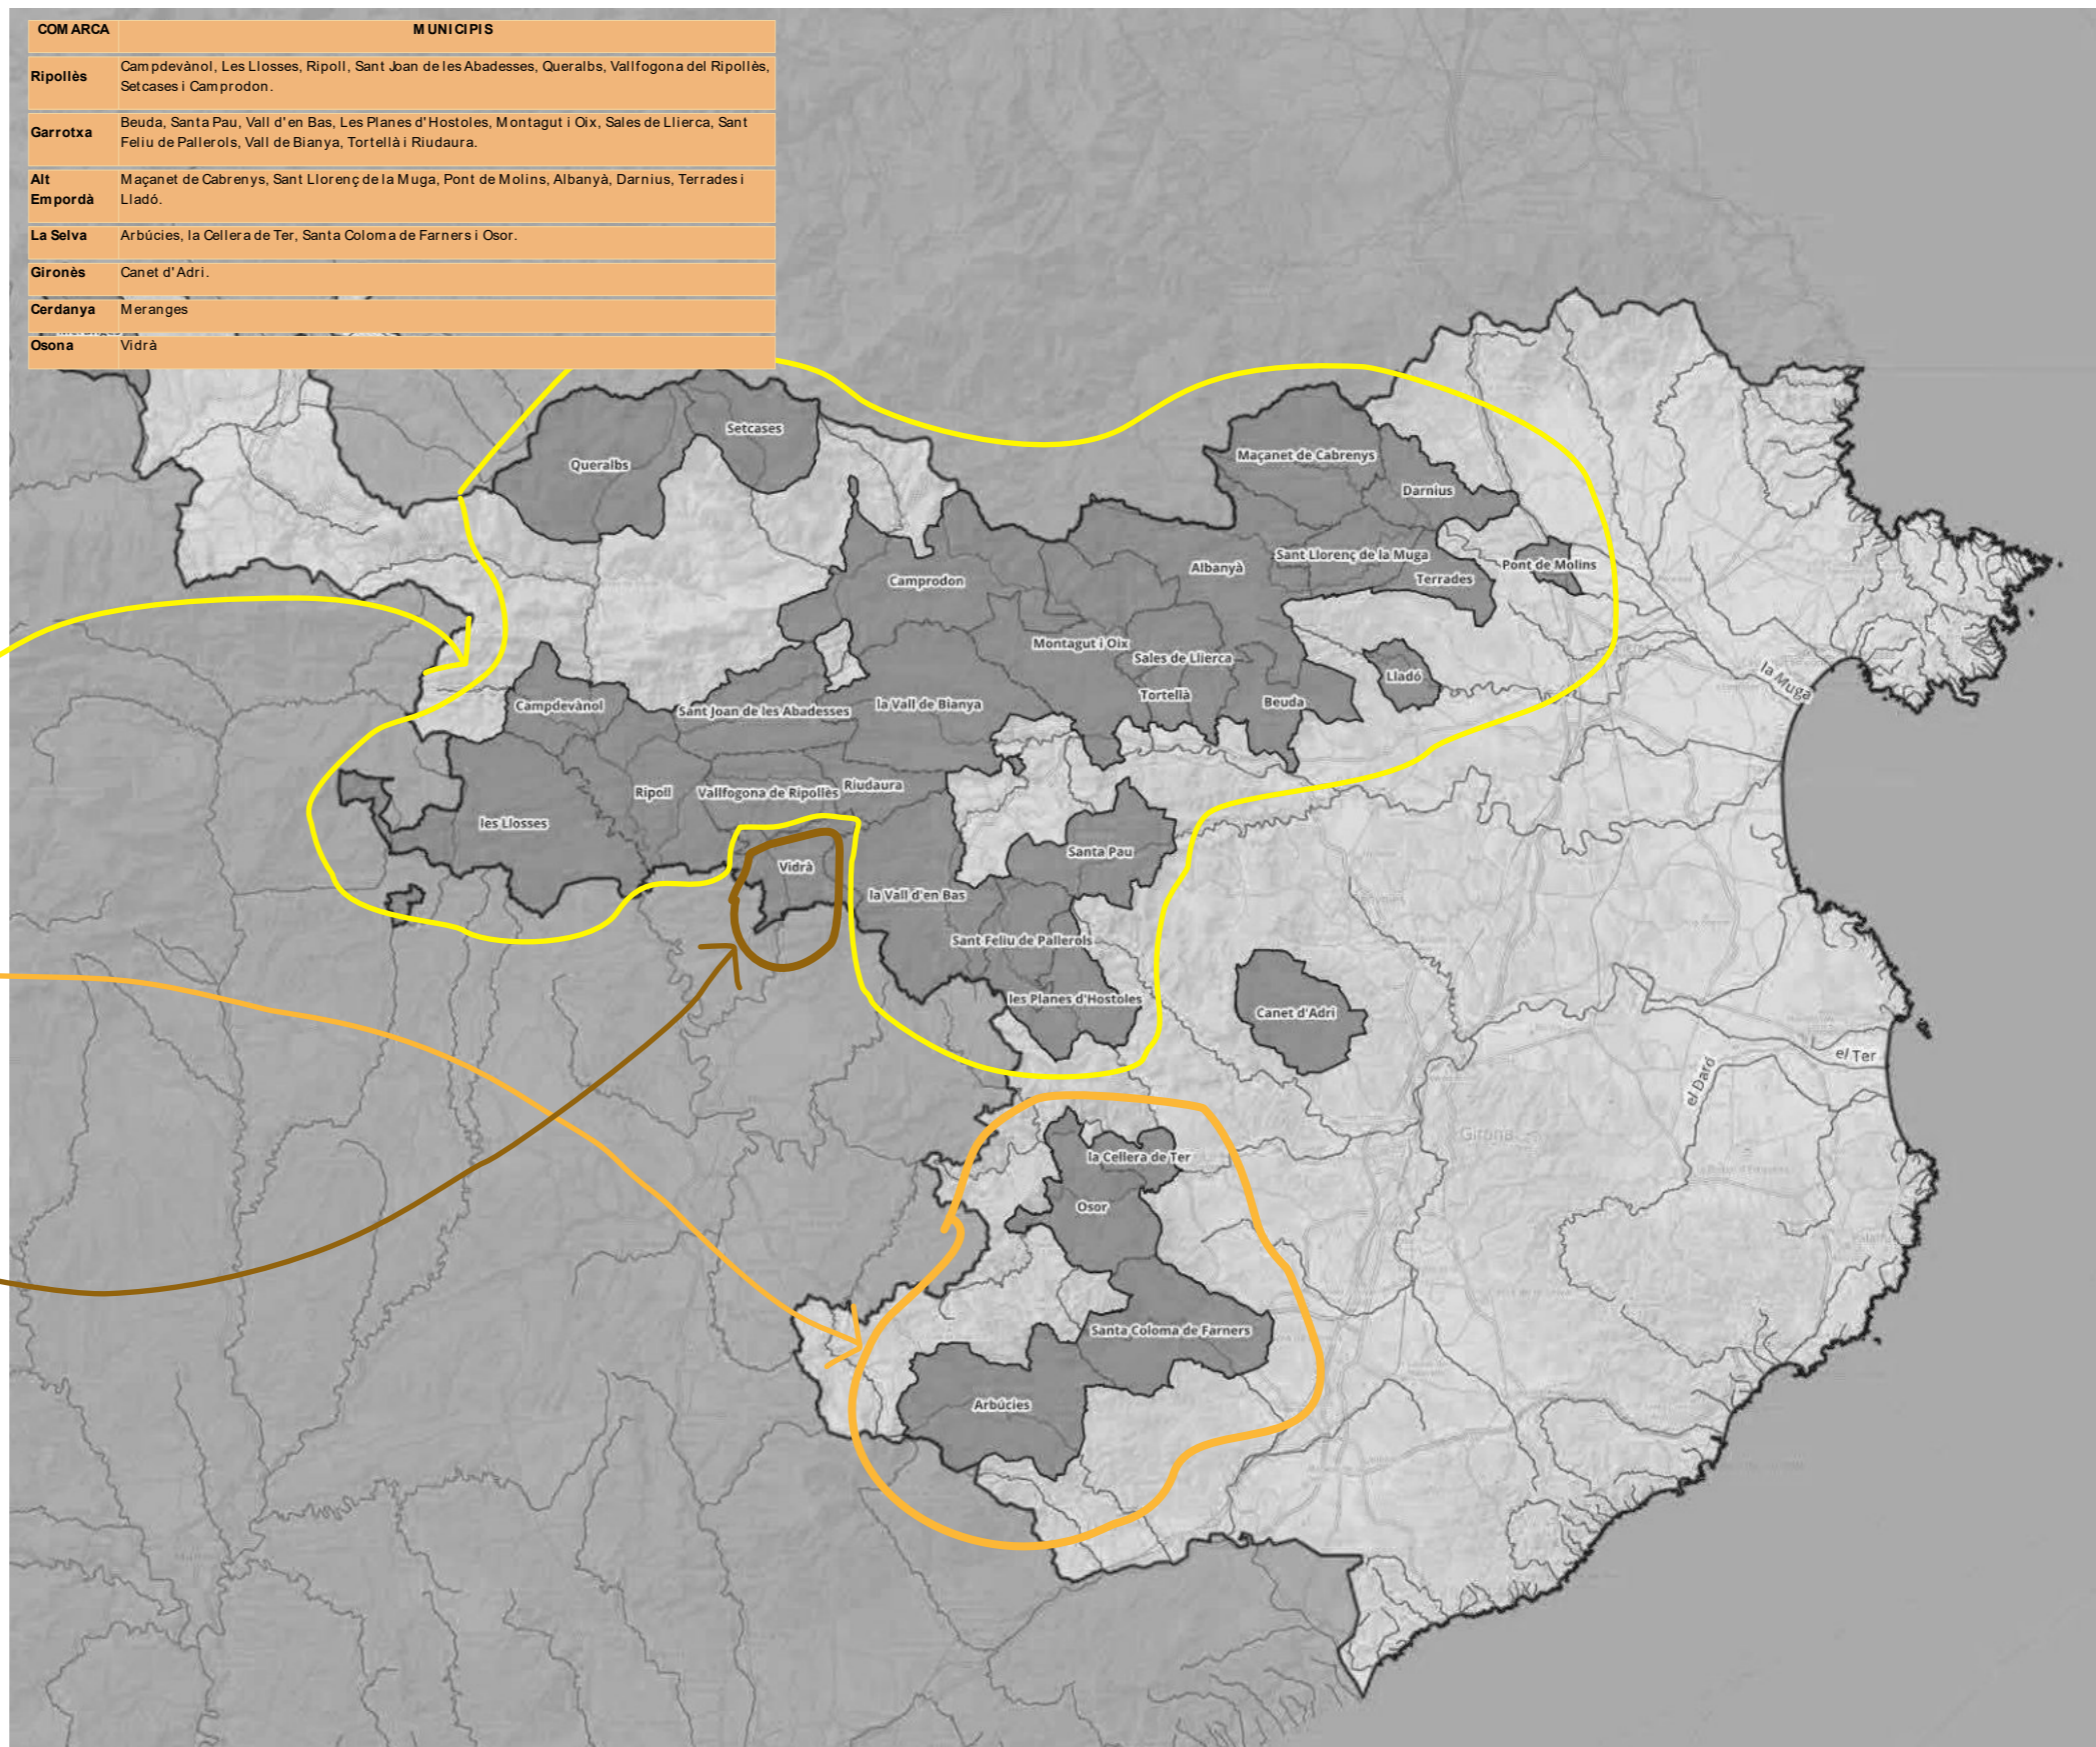 COMARCA MUNICIPIS
Ripollès Campdevànol, Les Llosses, Ripoll, Sant Joan de les Abadesses, Queralbs, Vallfogona del Ripollès,
Setcases i Camprodon.
Garrotxa Beuda, Santa Pau, Vall d'en Bas, Les Planes d'Hostoles, Montagut i Oix, Sales de Llierca, Sant
Feliu de Pallerols, Vall de Bianya, Tortellà i Riudaura.
Alt Empordà Maçanet de Cabrenys, Sant Llorenç de la Muga, Pont de Molins, Albanyà, Darnius, Terrades i
Lladó.
La Selva Arbúcies, la Cellera de Ter, Santa Coloma de Farners i Osor.
Gironès Canet d'Adri.
Cerdanya Meranges
Osona Vidrà
Setcases
Queralbs
Maçanet de Cabrenys
Darnius
Sant Llorenç de la Muga
Pont de Molins
Albanyà
Terrades
Camprodon
Montagut i Oix
Sales de Llierca
Lladó
Tortellà
Beuda
Campdevànol
Sant Joan de les Abadesses
la Vall de Bianya
la Muga
Ripoll
Vallfogona de Ripollès
Riudaura
les Llosses
Vidrà
Santa Pau
la Vall d'en Bas
Sant Feliu de Pallerols
les Planes d'Hostoles
Canet d'Adri
el Ter
el Daró
Girona
la Cellera de Ter
Osor
Santa Coloma de Farners
Arbúcies